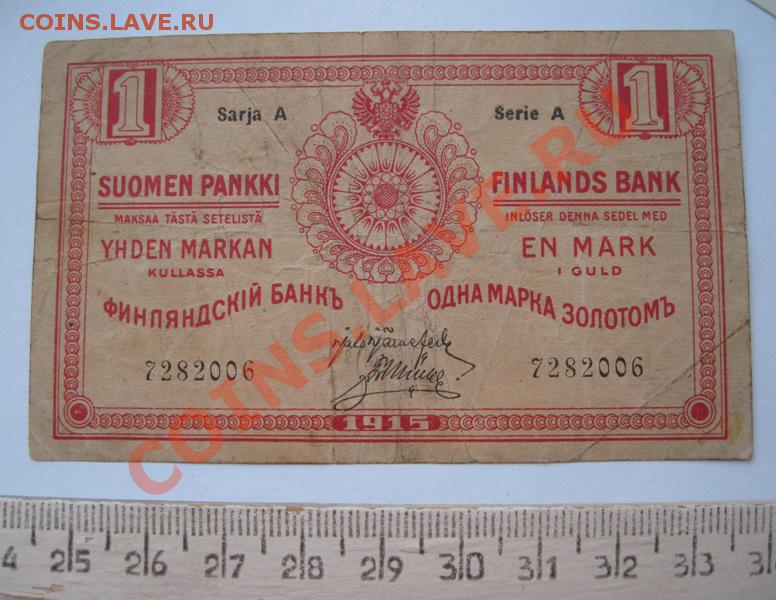 COINS.LAVE.RU
1 1
Sarja A Serie A
SUOMEN PANKKI FINLANDS BANK
MAKSAA TÄSTÄ SETELISTÄ INLÖSER DENNA SEDEL MED
YHDEN MARKAN EN MARK
KULLASSA I GULD
ФИНЛЯНДСКІЙ БАНКЪ ОДНА МАРКА ЗОЛОТОМЪ
7282006 7282006
1915
COINS.LAVE.RU
4 25 26 27 28 29 30 31 32 33 3